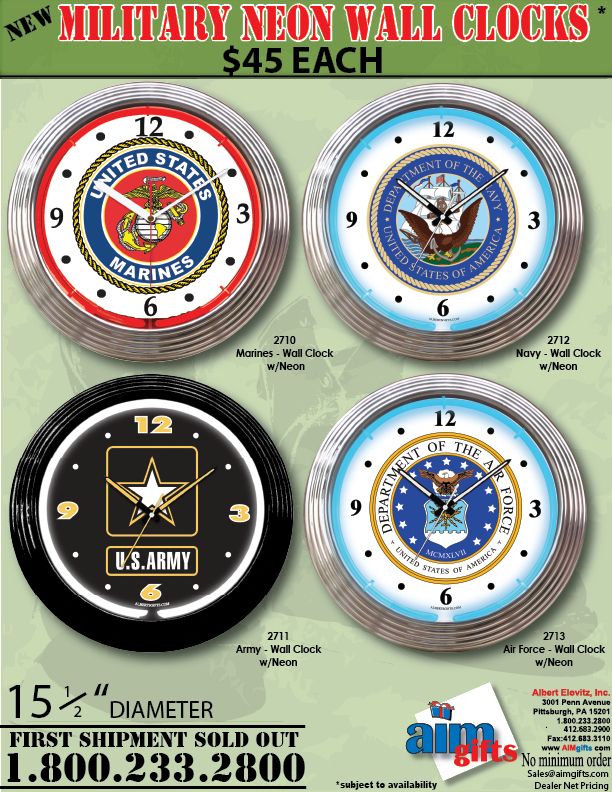 NEW MILITARY NEON WALL CLOCKS *
$45 EACH
12
3
6
9
UNITED STATES
MARINES
12
3
6
9
DEPARTMENT OF THE NAVY
UNITED STATES OF AMERICA
ALBERTGIFTS.COM
2710
Marines - Wall Clock
w/Neon
2712
Navy - Wall Clock
w/Neon
12
3
6
9
U.S.ARMY
ALBERTGIFTS.COM
12
3
6
9
DEPARTMENT OF THE AIR FORCE
MCMXLVII
UNITED STATES OF AMERICA
ALBERTGIFTS.COM
2711
Army - Wall Clock
w/Neon
2713
Air Force - Wall Clock
w/Neon
15 1/2 “ DIAMETER
FIRST SHIPMENT SOLD OUT
1.800.233.2800
*subject to availability
aim
gifts
Albert Elovitz, Inc.
3001 Penn Avenue
Pittsburgh, PA 15201
1.800.233.2800
412.683.2900
Fax:412.683.3110
www.AIMgifts.com
No minimum order
Sales@aimgifts.com
Dealer Net Pricing